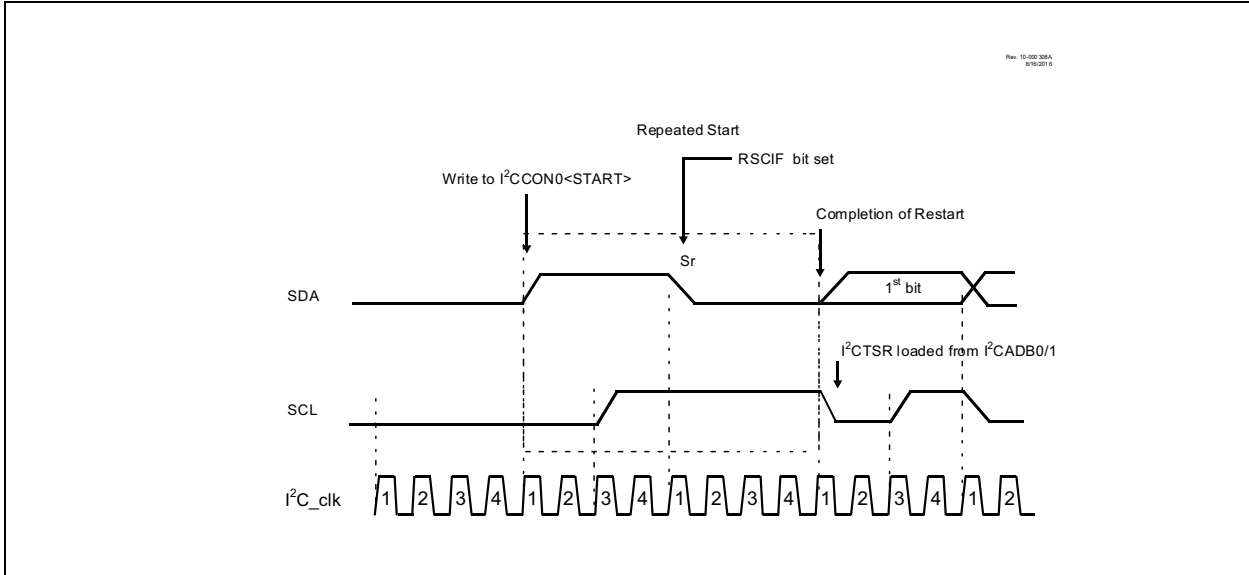 Rev. 10-000 308A
8/16/2016
Repeated Start
RSCIF bit set
Write to I²CCON0<START>
Completion of Restart
Sr
SDA
1st bit
I²CTSR loaded from I²CADB0/1
SCL
I²C_clk
1 2 3 4 1 2 3 4 1 2 3 4 1 2 3 4 1 2